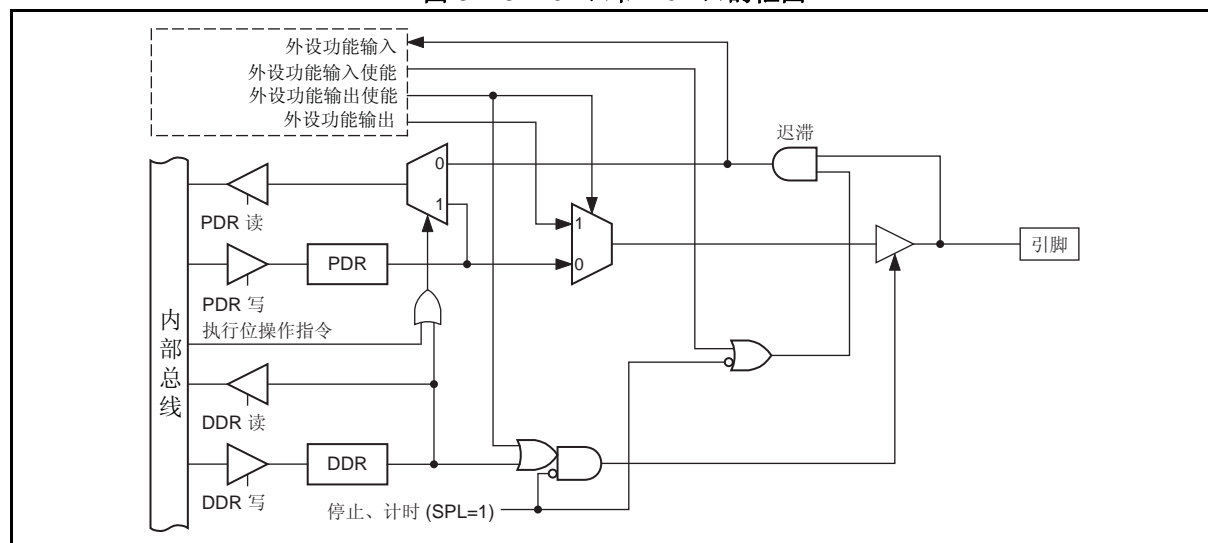 外设功能输入
外设功能输入使能
外设功能输出使能
外设功能输出
迟滞
0
1
PDR 读
1
引脚
PDR
0
PDR 写
执行位操作指令
内部总线
DDR 读
DDR
DDR 写
停止、计时 (SPL=1)